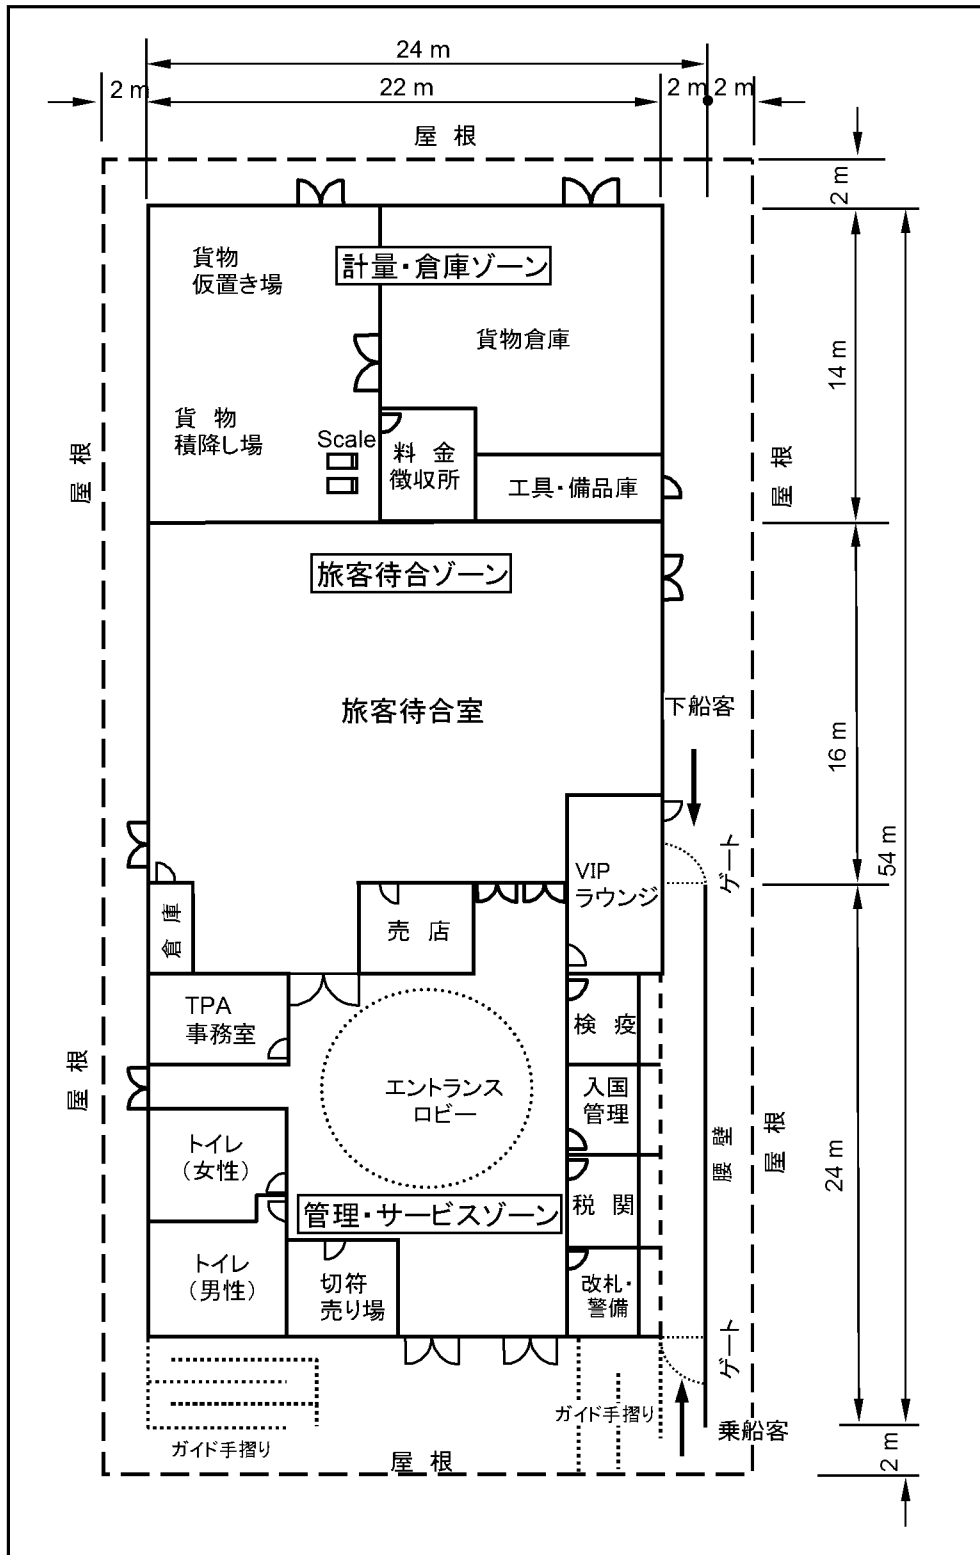 24 m
2 m
22 m
2 m
2 m
屋 根
2 m
貨物
仮置き場
計量・倉庫ゾーン
貨物倉庫
14 m
貨 物
積降し場
Scale
料 金
徴収所
工具・備品庫
屋 根
屋 根
旅客待合ゾーン
旅客待合室
下船客
16 m
54 m
VIP
ラウンジ
ゲート
倉 庫
売 店
TPA
事務室
検 疫
エントランス
ロビー
入国
管理
屋 根
腰 壁
屋 根
24 m
トイレ
(女性)
管理・サービスゾーン
税 関
トイレ
(男性)
切符
売り場
改札・
警備
ゲート
ガイド手摺り
ガイド手摺り
乗船客
屋 根
2 m